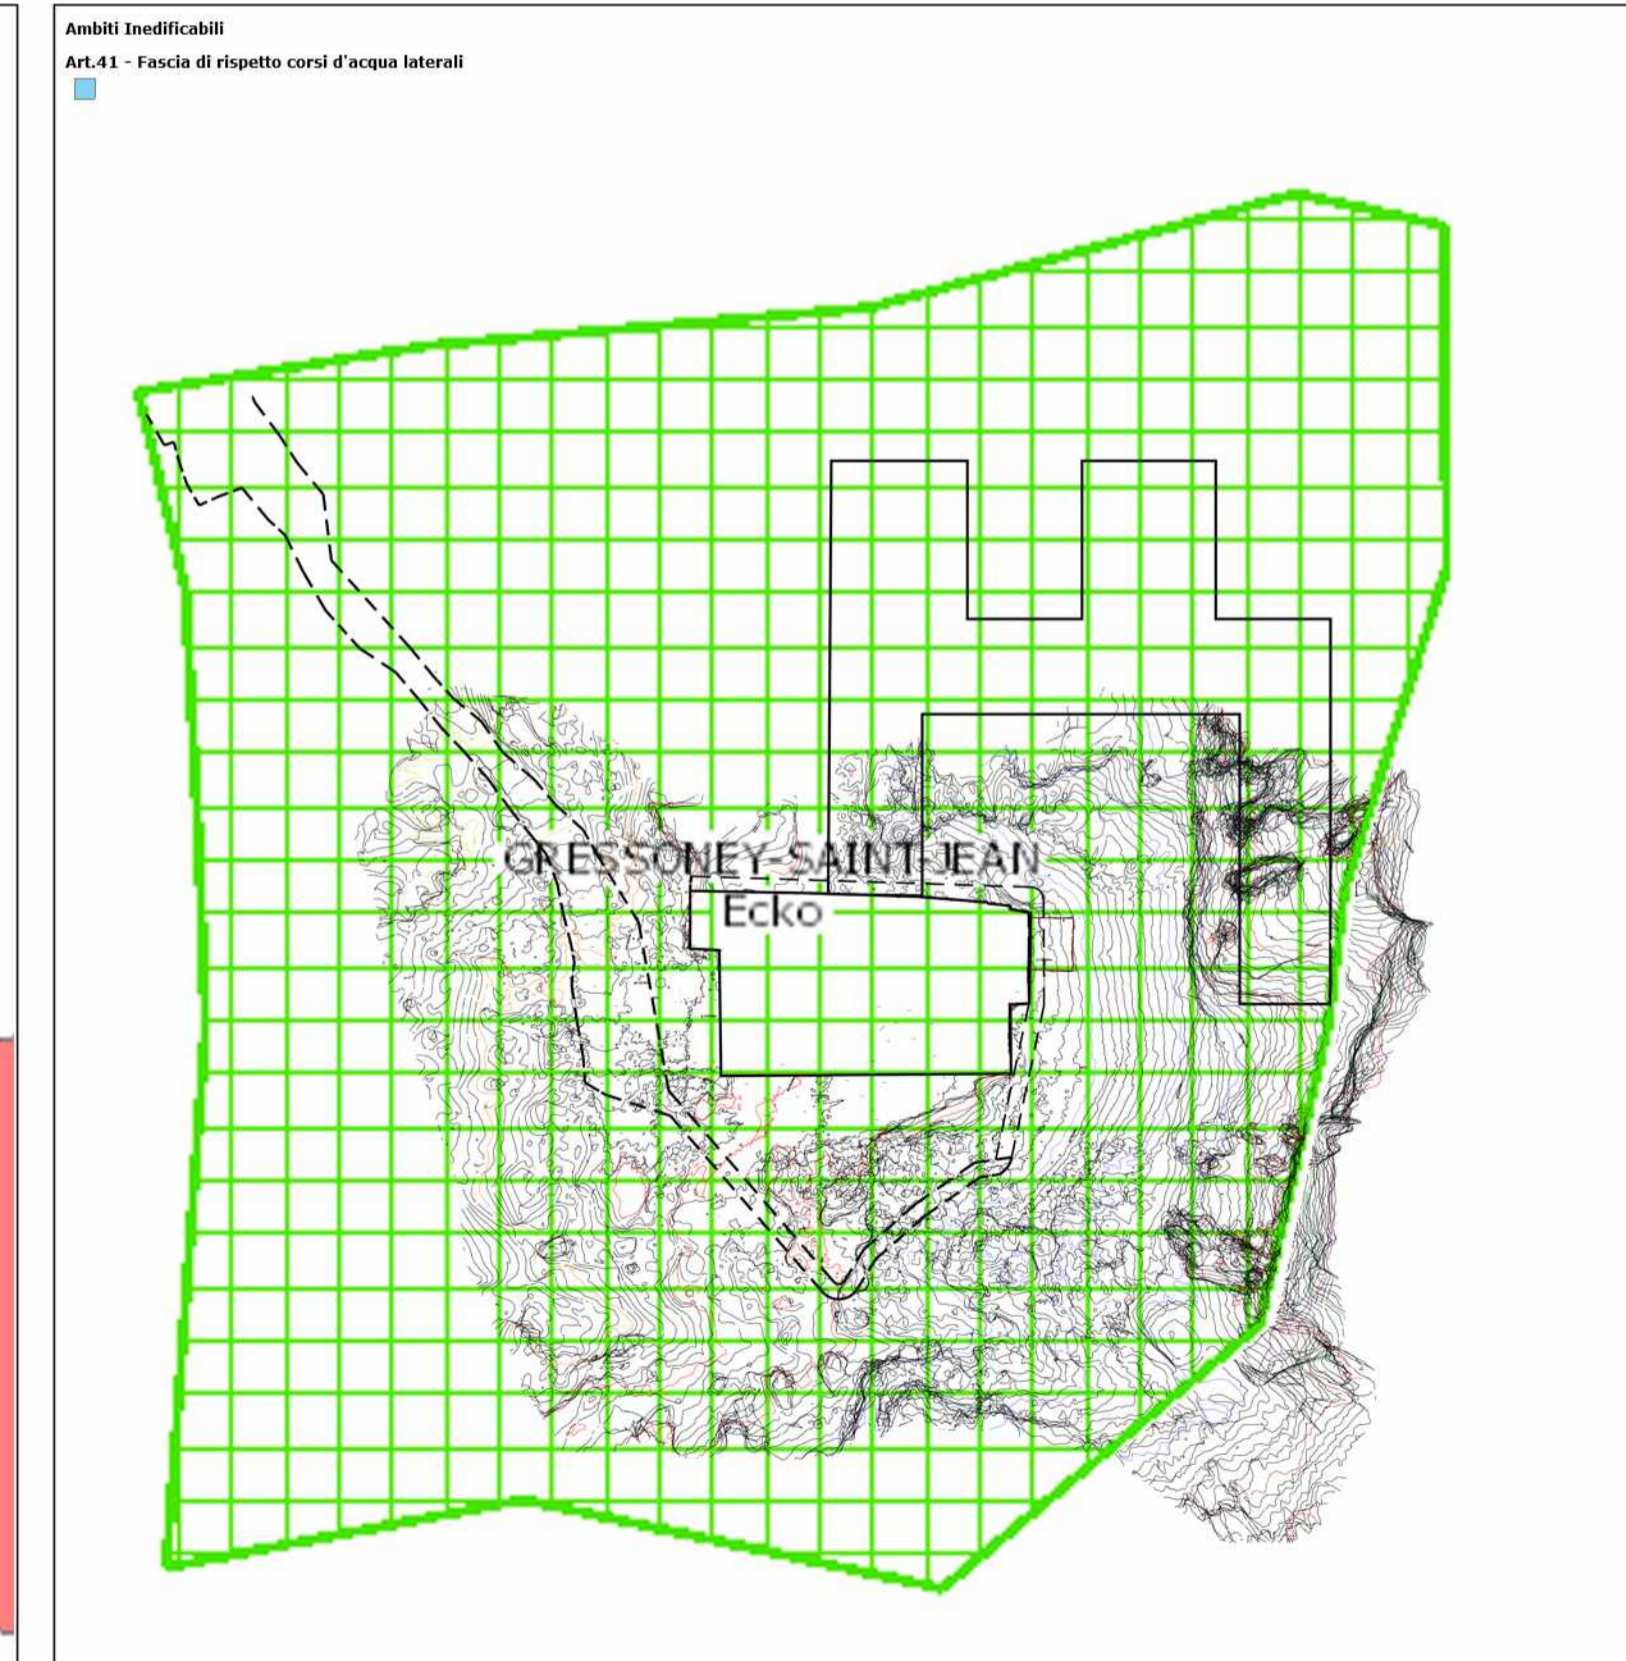 Ambiti Inedificabili
Art.41 - Fascia di rispetto corsi d'acqua laterali
GRESSONEY-SAINT-JEAN
Ecko